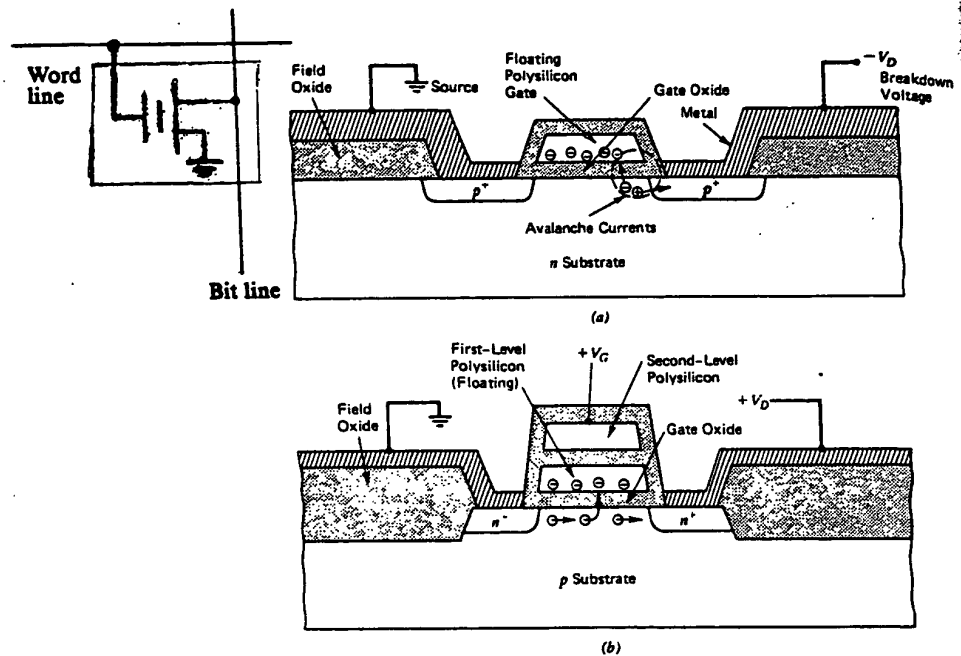 Word
line
Bit line
Field
Oxide
Source
Floating
Polysilicon
Gate
Gate Oxide
Metal
−V_D
Breakdown
Voltage
p+
p+
Avalanche Currents
n Substrate
(a)
First-Level
Polysilicon
(Floating)
+V_G
Second-Level
Polysilicon
+V_D
Field
Oxide
Gate Oxide
n+
p Substrate
(b)